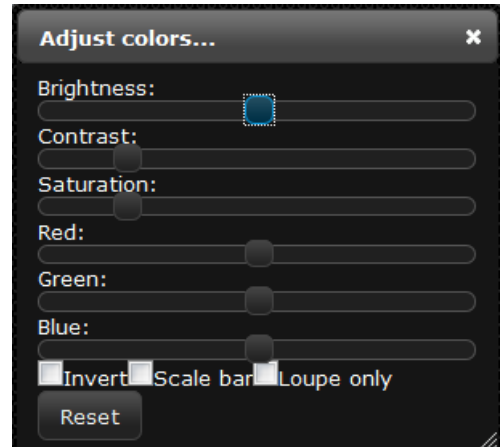 Adjust colors...
Brightness:
Contrast:
Saturation:
Red:
Green:
Blue:
Invert Scale bar Loupe only
Reset